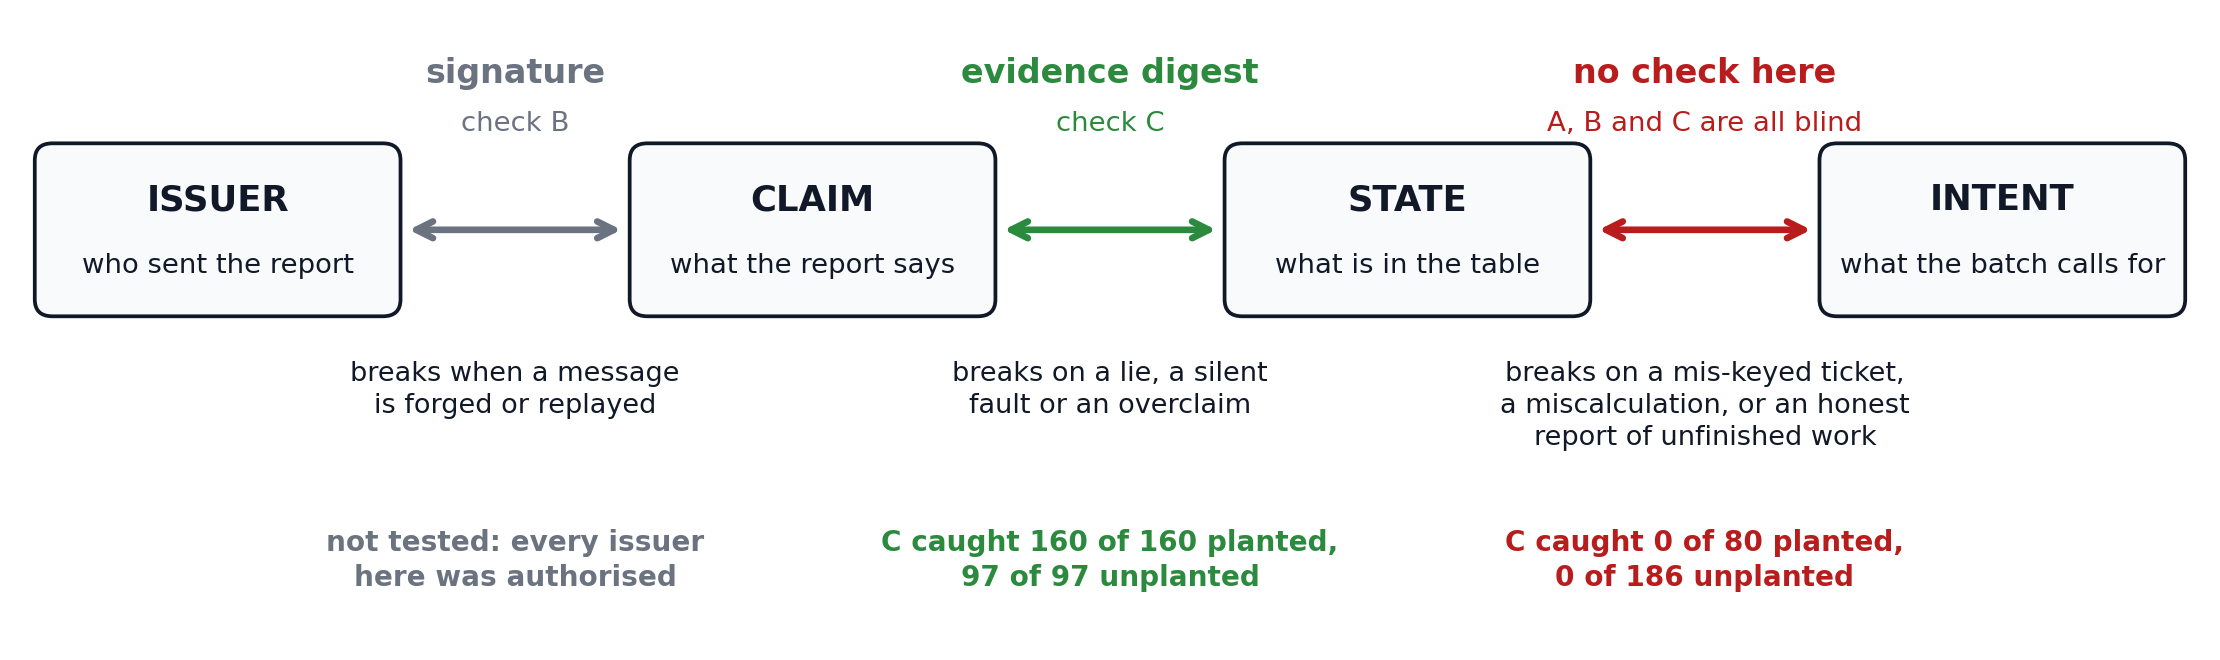 signature
check B
evidence digest
check C
no check here
A, B and C are all blind
ISSUER
who sent the report
CLAIM
what the report says
STATE
what is in the table
INTENT
what the batch calls for
breaks when a message
is forged or replayed
breaks on a lie, a silent
fault or an overclaim
breaks on a mis-keyed ticket,
a miscalculation, or an honest
report of unfinished work
not tested: every issuer
here was authorised
C caught 160 of 160 planted,
97 of 97 unplanted
C caught 0 of 80 planted,
0 of 186 unplanted